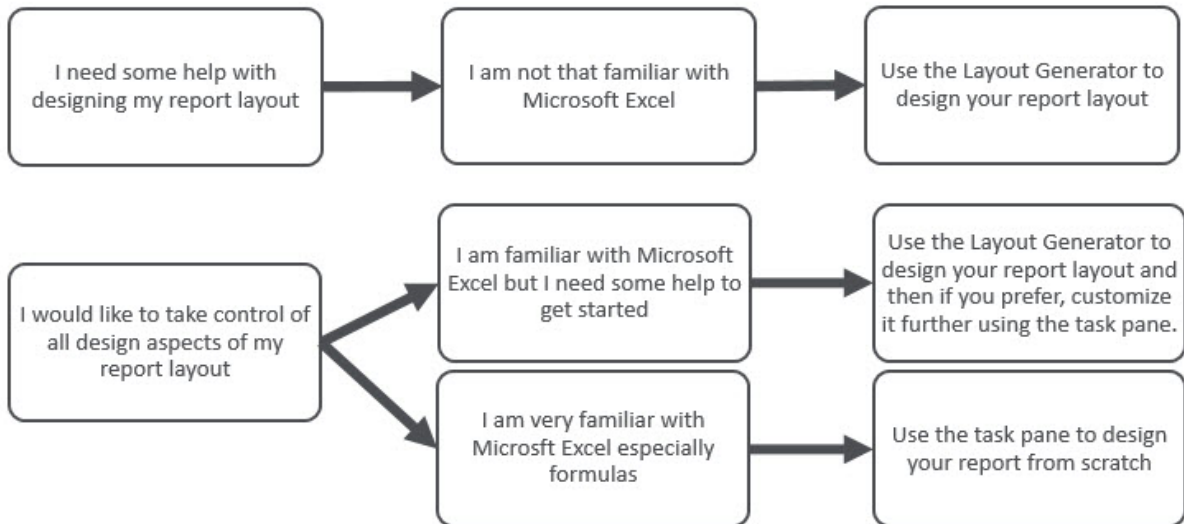 I need some help with
designing my report layout
I am not that familiar with
Microsoft Excel
Use the Layout Generator to
design your report layout
I would like to take control of
all design aspects of my
report layout
I am familiar with Microsoft
Excel but I need some help to
get started
Use the Layout Generator to
design your report layout and
then if you prefer, customize
it further using the task pane.
I am very familiar with
Microsft Excel especially
formulas
Use the task pane to design
your report from scratch